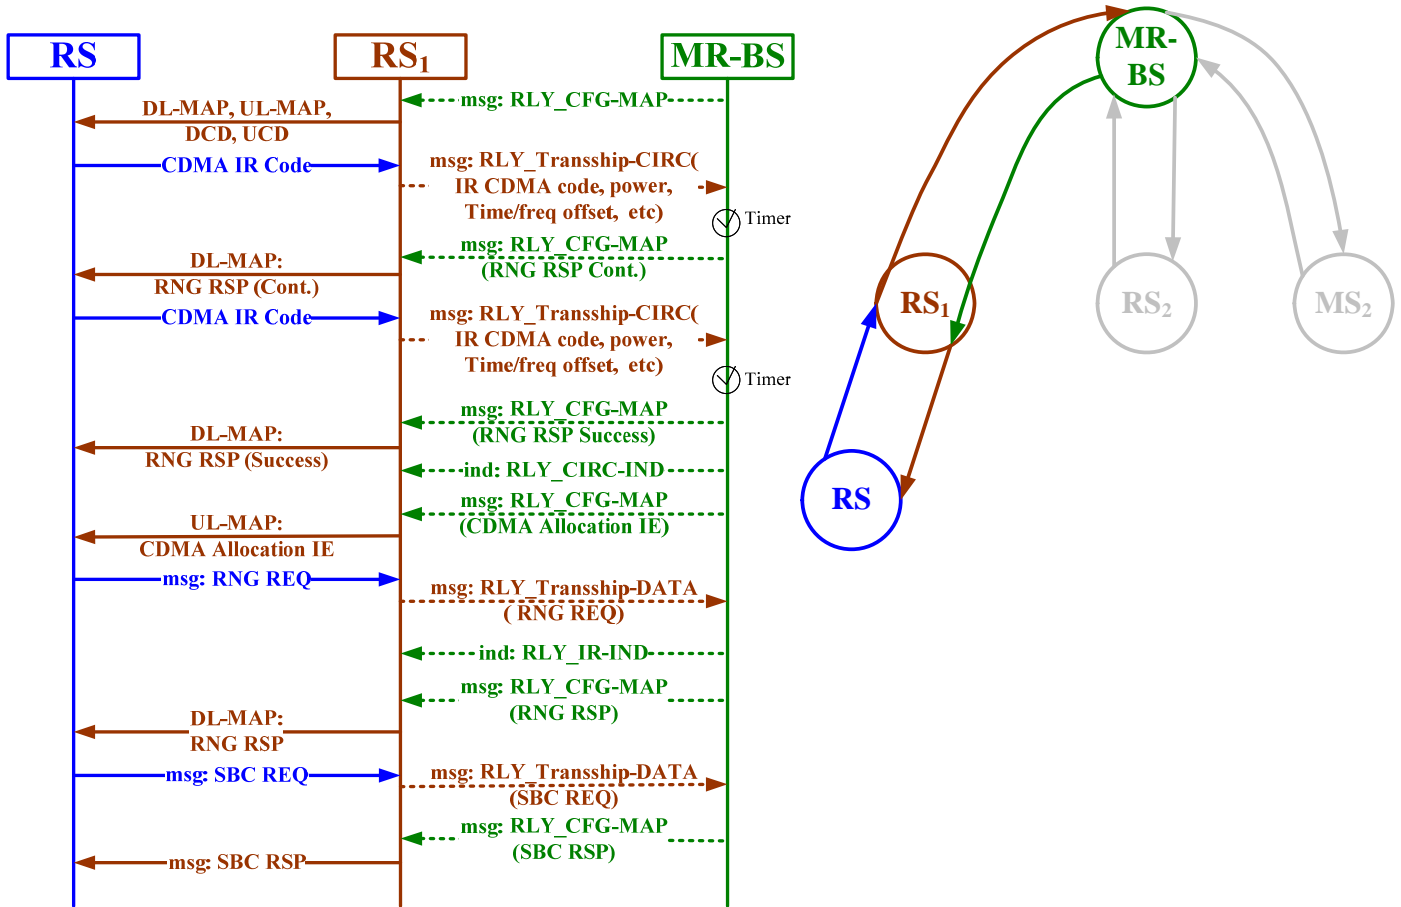 RS
RS1
MR-BS
msg: RLY_CFG-MAP
DL-MAP, UL-MAP,
DCD, UCD
CDMA IR Code
msg: RLY_Transship-CIRC(
IR CDMA code, power,
Time/freq offset, etc)
Timer
msg: RLY_CFG-MAP
(RNG RSP Cont.)
DL-MAP:
RNG RSP (Cont.)
CDMA IR Code
msg: RLY_Transship-CIRC(
IR CDMA code, power,
Time/freq offset, etc)
Timer
msg: RLY_CFG-MAP
(RNG RSP Success)
DL-MAP:
RNG RSP (Success)
ind: RLY_CIRC-IND
msg: RLY_CFG-MAP
(CDMA Allocation IE)
UL-MAP:
CDMA Allocation IE
msg: RNG REQ
msg: RLY_Transship-DATA
( RNG REQ)
ind: RLY_IR-IND
msg: RLY_CFG-MAP
(RNG RSP)
DL-MAP:
RNG RSP
msg: SBC REQ
msg: RLY_Transship-DATA
(SBC REQ)
msg: RLY_CFG-MAP
(SBC RSP)
msg: SBC RSP
MR-
BS
RS1
RS2
MS2
RS